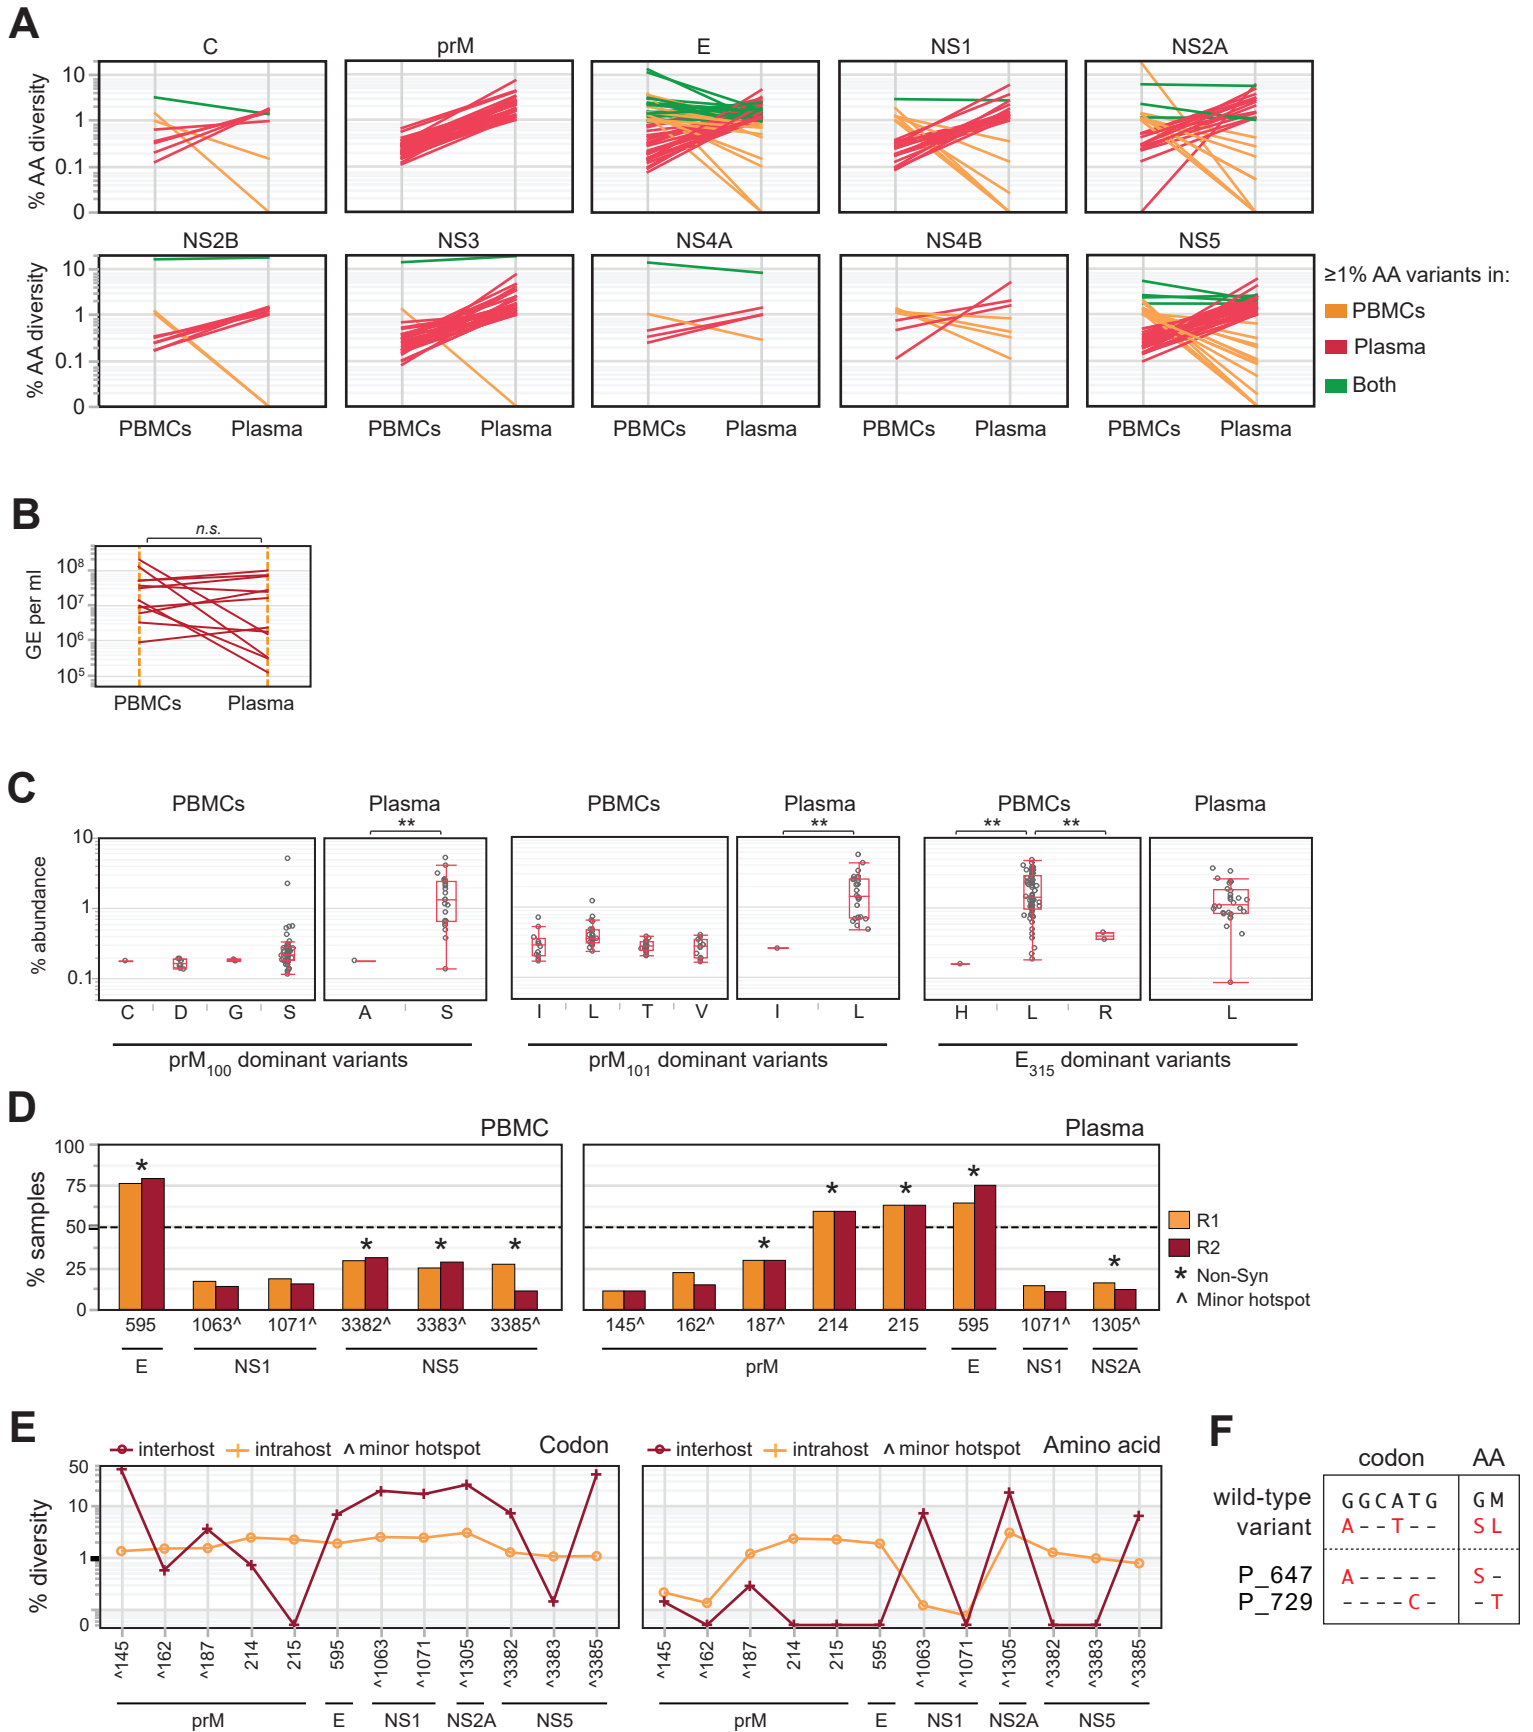 A
C prM E NS1 NS2A
% AA diversity
10
1
0.1
0
NS2B NS3 NS4A NS4B NS5
% AA diversity
10
1
0.1
0
PBMCs Plasma PBMCs Plasma PBMCs Plasma PBMCs Plasma PBMCs Plasma
≥1% AA variants in:
PBMCs
Plasma
Both
B
n.s.
GE per ml
10⁸
10⁷
10⁶
10⁵
PBMCs Plasma
C
PBMCs Plasma PBMCs Plasma PBMCs Plasma
** ** ** **
% abundance
10
1
0.1
C D G S A S I L T V I L H L R L
prM100 dominant variants prM101 dominant variants E315 dominant variants
D
PBMC Plasma
% samples
100
75
50
25
0
* * * * * * * * *
595 1063^ 1071^ 3382^ 3383^ 3385^ 145^ 162^ 187^ 214 215 595 1071^ 1305^
E NS1 NS5 prM E NS1 NS2A
R1
R2
* Non-Syn
^ Minor hotspot
E
interhost intrahost ^ minor hotspot Codon
interhost intrahost ^ minor hotspot Amino acid
% diversity
50
10
1
0
^145 ^162 ^187 214 215 595 ^1063 ^1071 ^1305 ^3382 ^3383 ^3385
^145 ^162 ^187 214 215 595 ^1063 ^1071 ^1305 ^3382 ^3383 ^3385
prM E NS1 NS2A NS5 prM E NS1 NS2A NS5
F
codon AA
wild-type GGCATG GM
variant A--T-- SL
P_647 A----- S-
P_729 ----C- -T